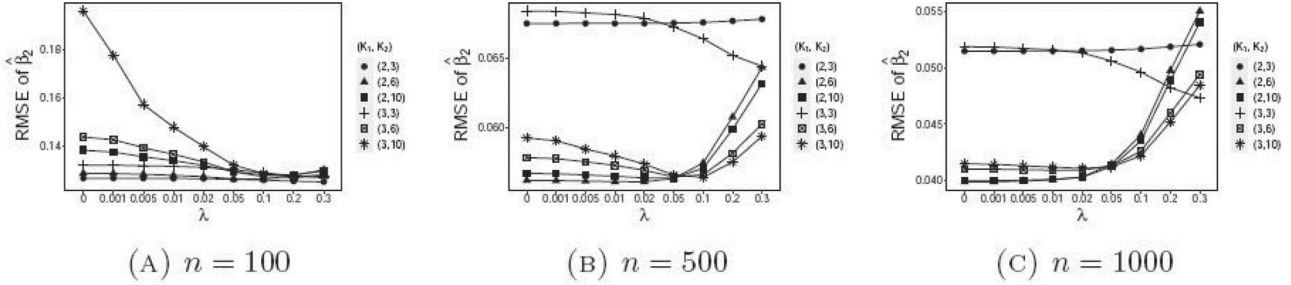 RMSE of β̂₂
0.18
0.16
0.14
0 0.001 0.005 0.01 0.02 0.05 0.1 0.2 0.3
λ
(K₁, K₂)
(2,3)
(2,6)
(2,10)
(3,3)
(3,6)
(3,10)
(A) n = 100
RMSE of β̂₂
0.065
0.060
0 0.001 0.005 0.01 0.02 0.05 0.1 0.2 0.3
λ
(K₁, K₂)
(2,3)
(2,6)
(2,10)
(3,3)
(3,6)
(3,10)
(B) n = 500
RMSE of β̂₂
0.055
0.050
0.045
0.040
0 0.001 0.005 0.01 0.02 0.05 0.1 0.2 0.3
λ
(K₁, K₂)
(2,3)
(2,6)
(2,10)
(3,3)
(3,6)
(3,10)
(C) n = 1000